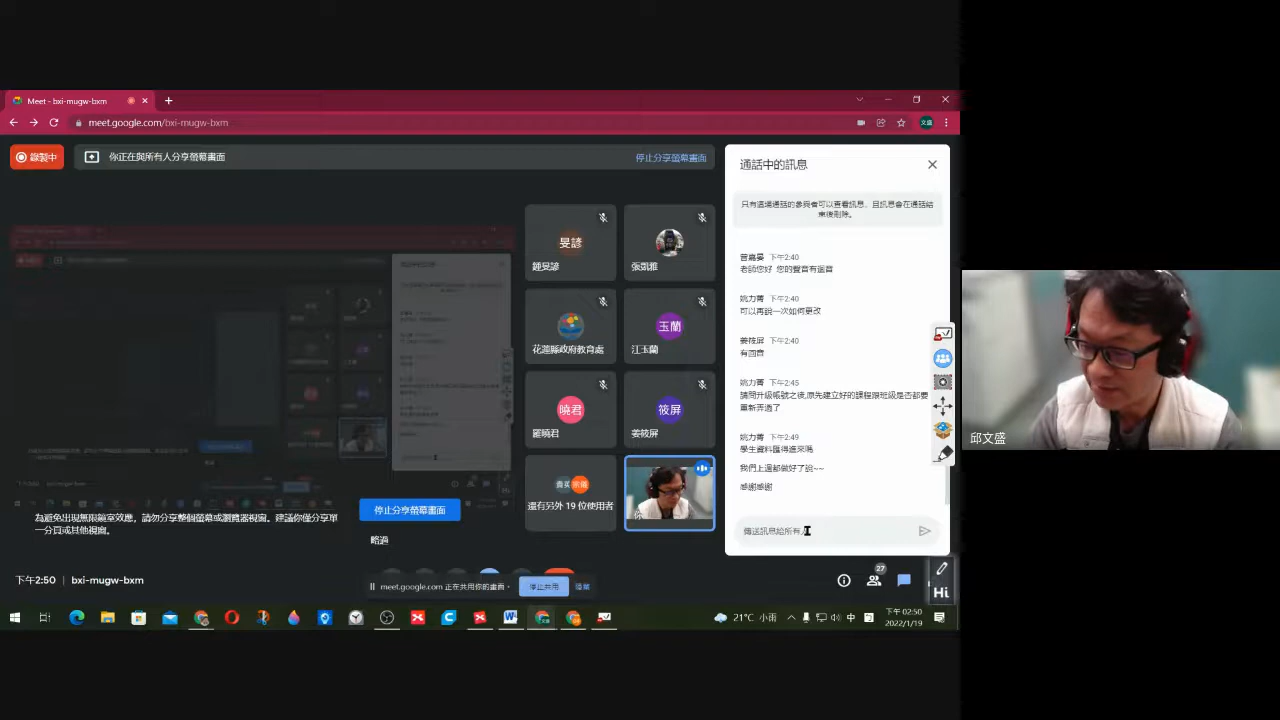 Meet - bxi-mugw-bxm
meet.google.com/bxi-mugw-bxm
文盛
錄製中
你正在與所有人分享螢幕畫面
停止分享螢幕畫面
通話中的訊息
只有這場通話的參與者可以查看訊息，且訊息會在通話結
束後刪除。
旻諺
鍾旻諺
張凱雅
花蓮縣政府教育處
玉蘭
江玉蘭
曉君
羅曉君
筱屏
姜筱屏
還有另外 19 位使用者
你
曾嘉晏 下午2:40
老師您好 您的聲音有迴音
姚力菁 下午2:40
可以再說一次如何更改
姜筱屏 下午2:40
有回音
姚力菁 下午2:45
請問升級帳號之後,原先建立好的課程跟班級是否都要
重新弄過了
姚力菁 下午2:49
學生資料匯得進來嗎
我們上週都做好了說~~
感謝感謝
傳送訊息給所有人
邱文盛
為避免出現無限鏡室效應，請勿分享整個螢幕或瀏覽器視窗。建議你僅分享單
一分頁或其他視窗。
停止分享螢幕畫面
略過
下午2:50 | bxi-mugw-bxm
meet.google.com 正在共用你的畫面。
停止共用
隱藏
27
Hi
21°C 小雨
中
下午 02:50
2022/1/19